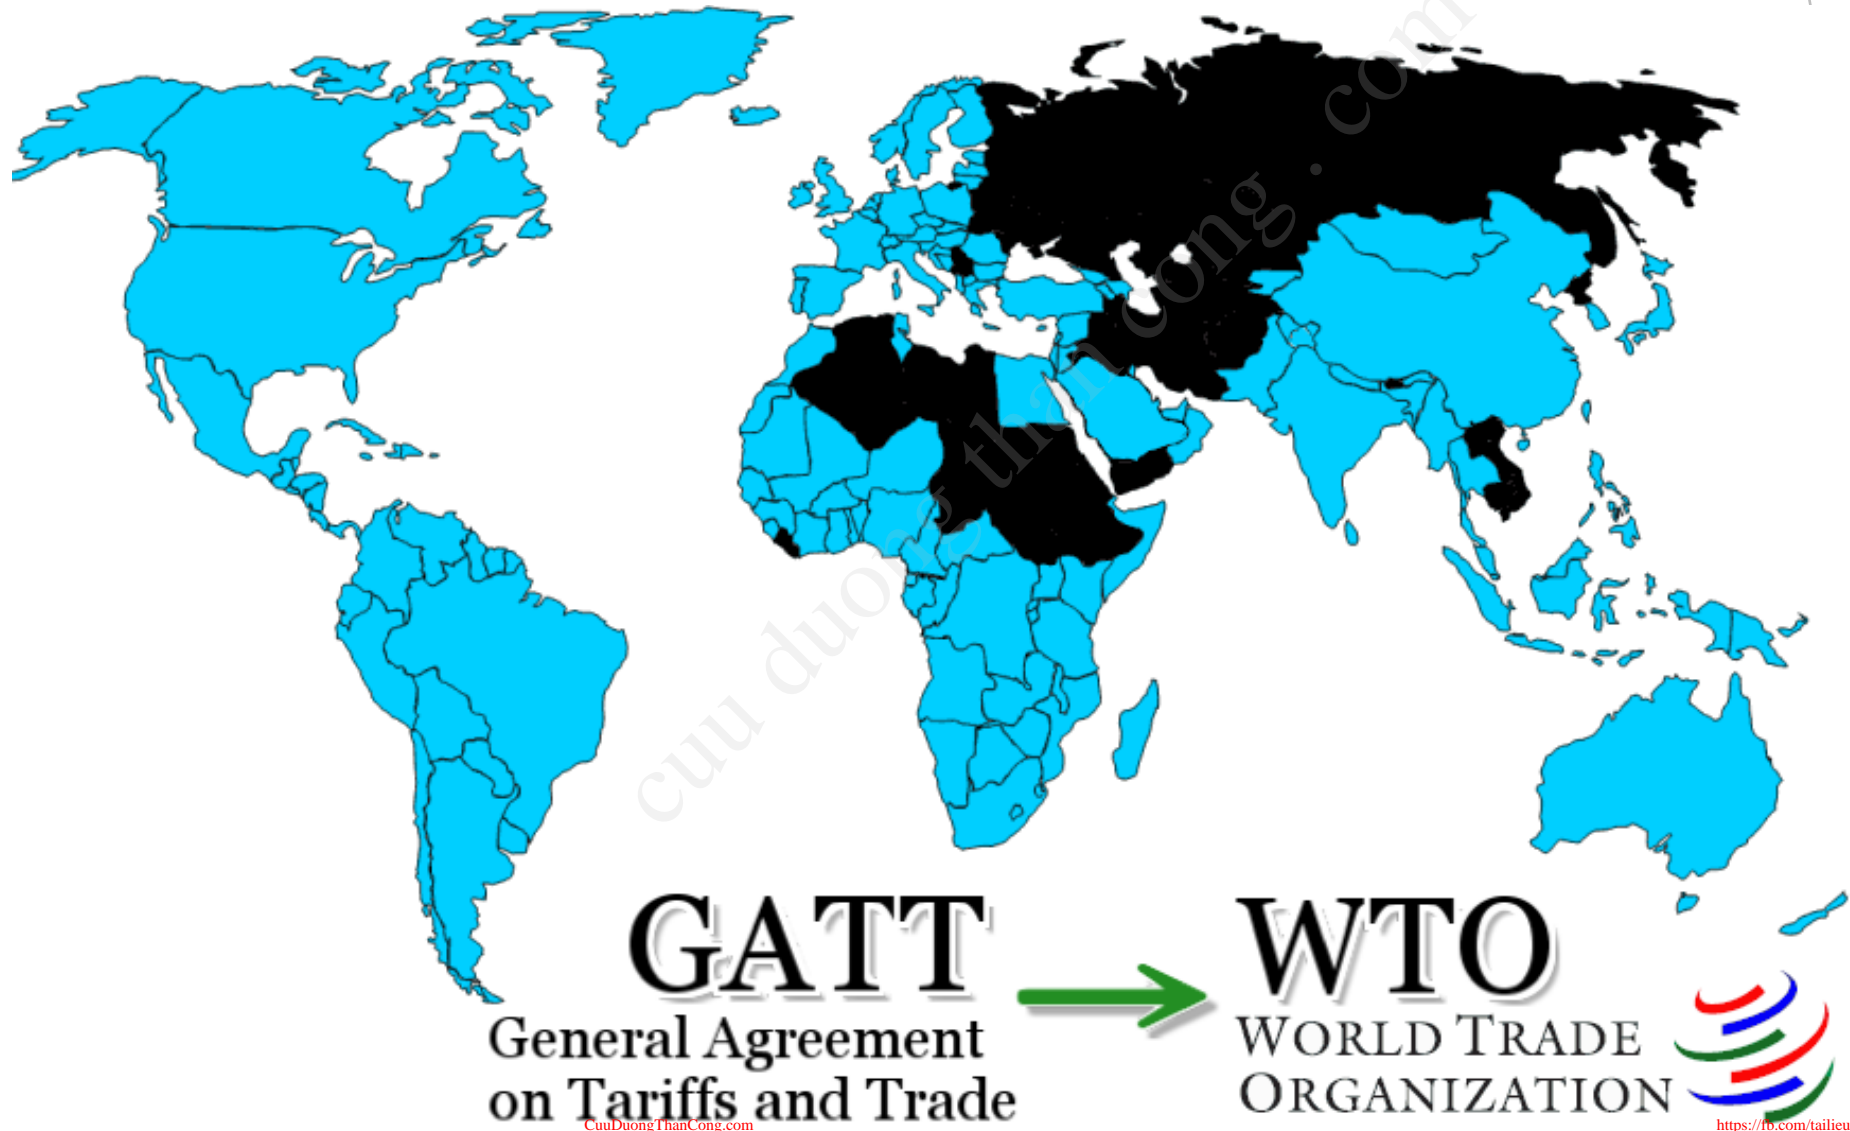 cuu duong than cong . com
GATT
General Agreement
on Tariffs and Trade
WTO
WORLD TRADE
ORGANIZATION
CuuDuongThanCong.com
https://fb.com/tailieu